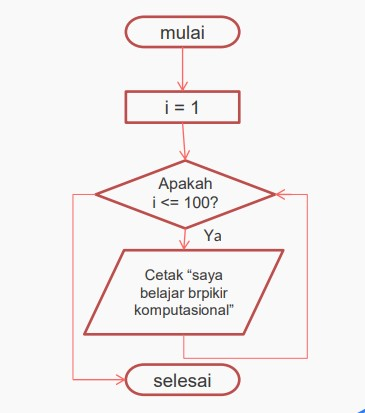 mulai
i = 1
Apakah
i <= 100?
Ya
Cetak “saya
belajar brpikir
komputasional”
selesai